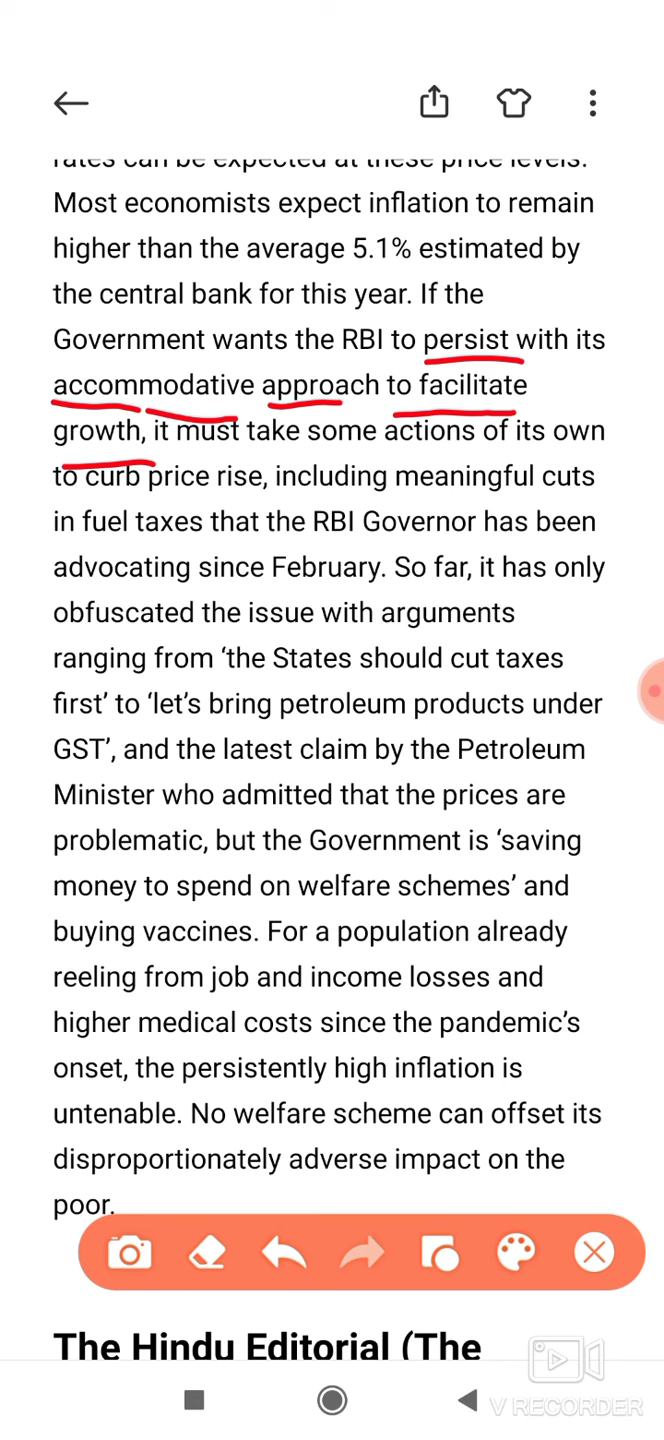 rates can be expected at these price levels.
Most economists expect inflation to remain
higher than the average 5.1% estimated by
the central bank for this year. If the
Government wants the RBI to persist with its
accommodative approach to facilitate
growth, it must take some actions of its own
to curb price rise, including meaningful cuts
in fuel taxes that the RBI Governor has been
advocating since February. So far, it has only
obfuscated the issue with arguments
ranging from ‘the States should cut taxes
first’ to ‘let’s bring petroleum products under
GST’, and the latest claim by the Petroleum
Minister who admitted that the prices are
problematic, but the Government is ‘saving
money to spend on welfare schemes’ and
buying vaccines. For a population already
reeling from job and income losses and
higher medical costs since the pandemic’s
onset, the persistently high inflation is
untenable. No welfare scheme can offset its
disproportionately adverse impact on the
poor.
The Hindu Editorial (The
V RECORDER